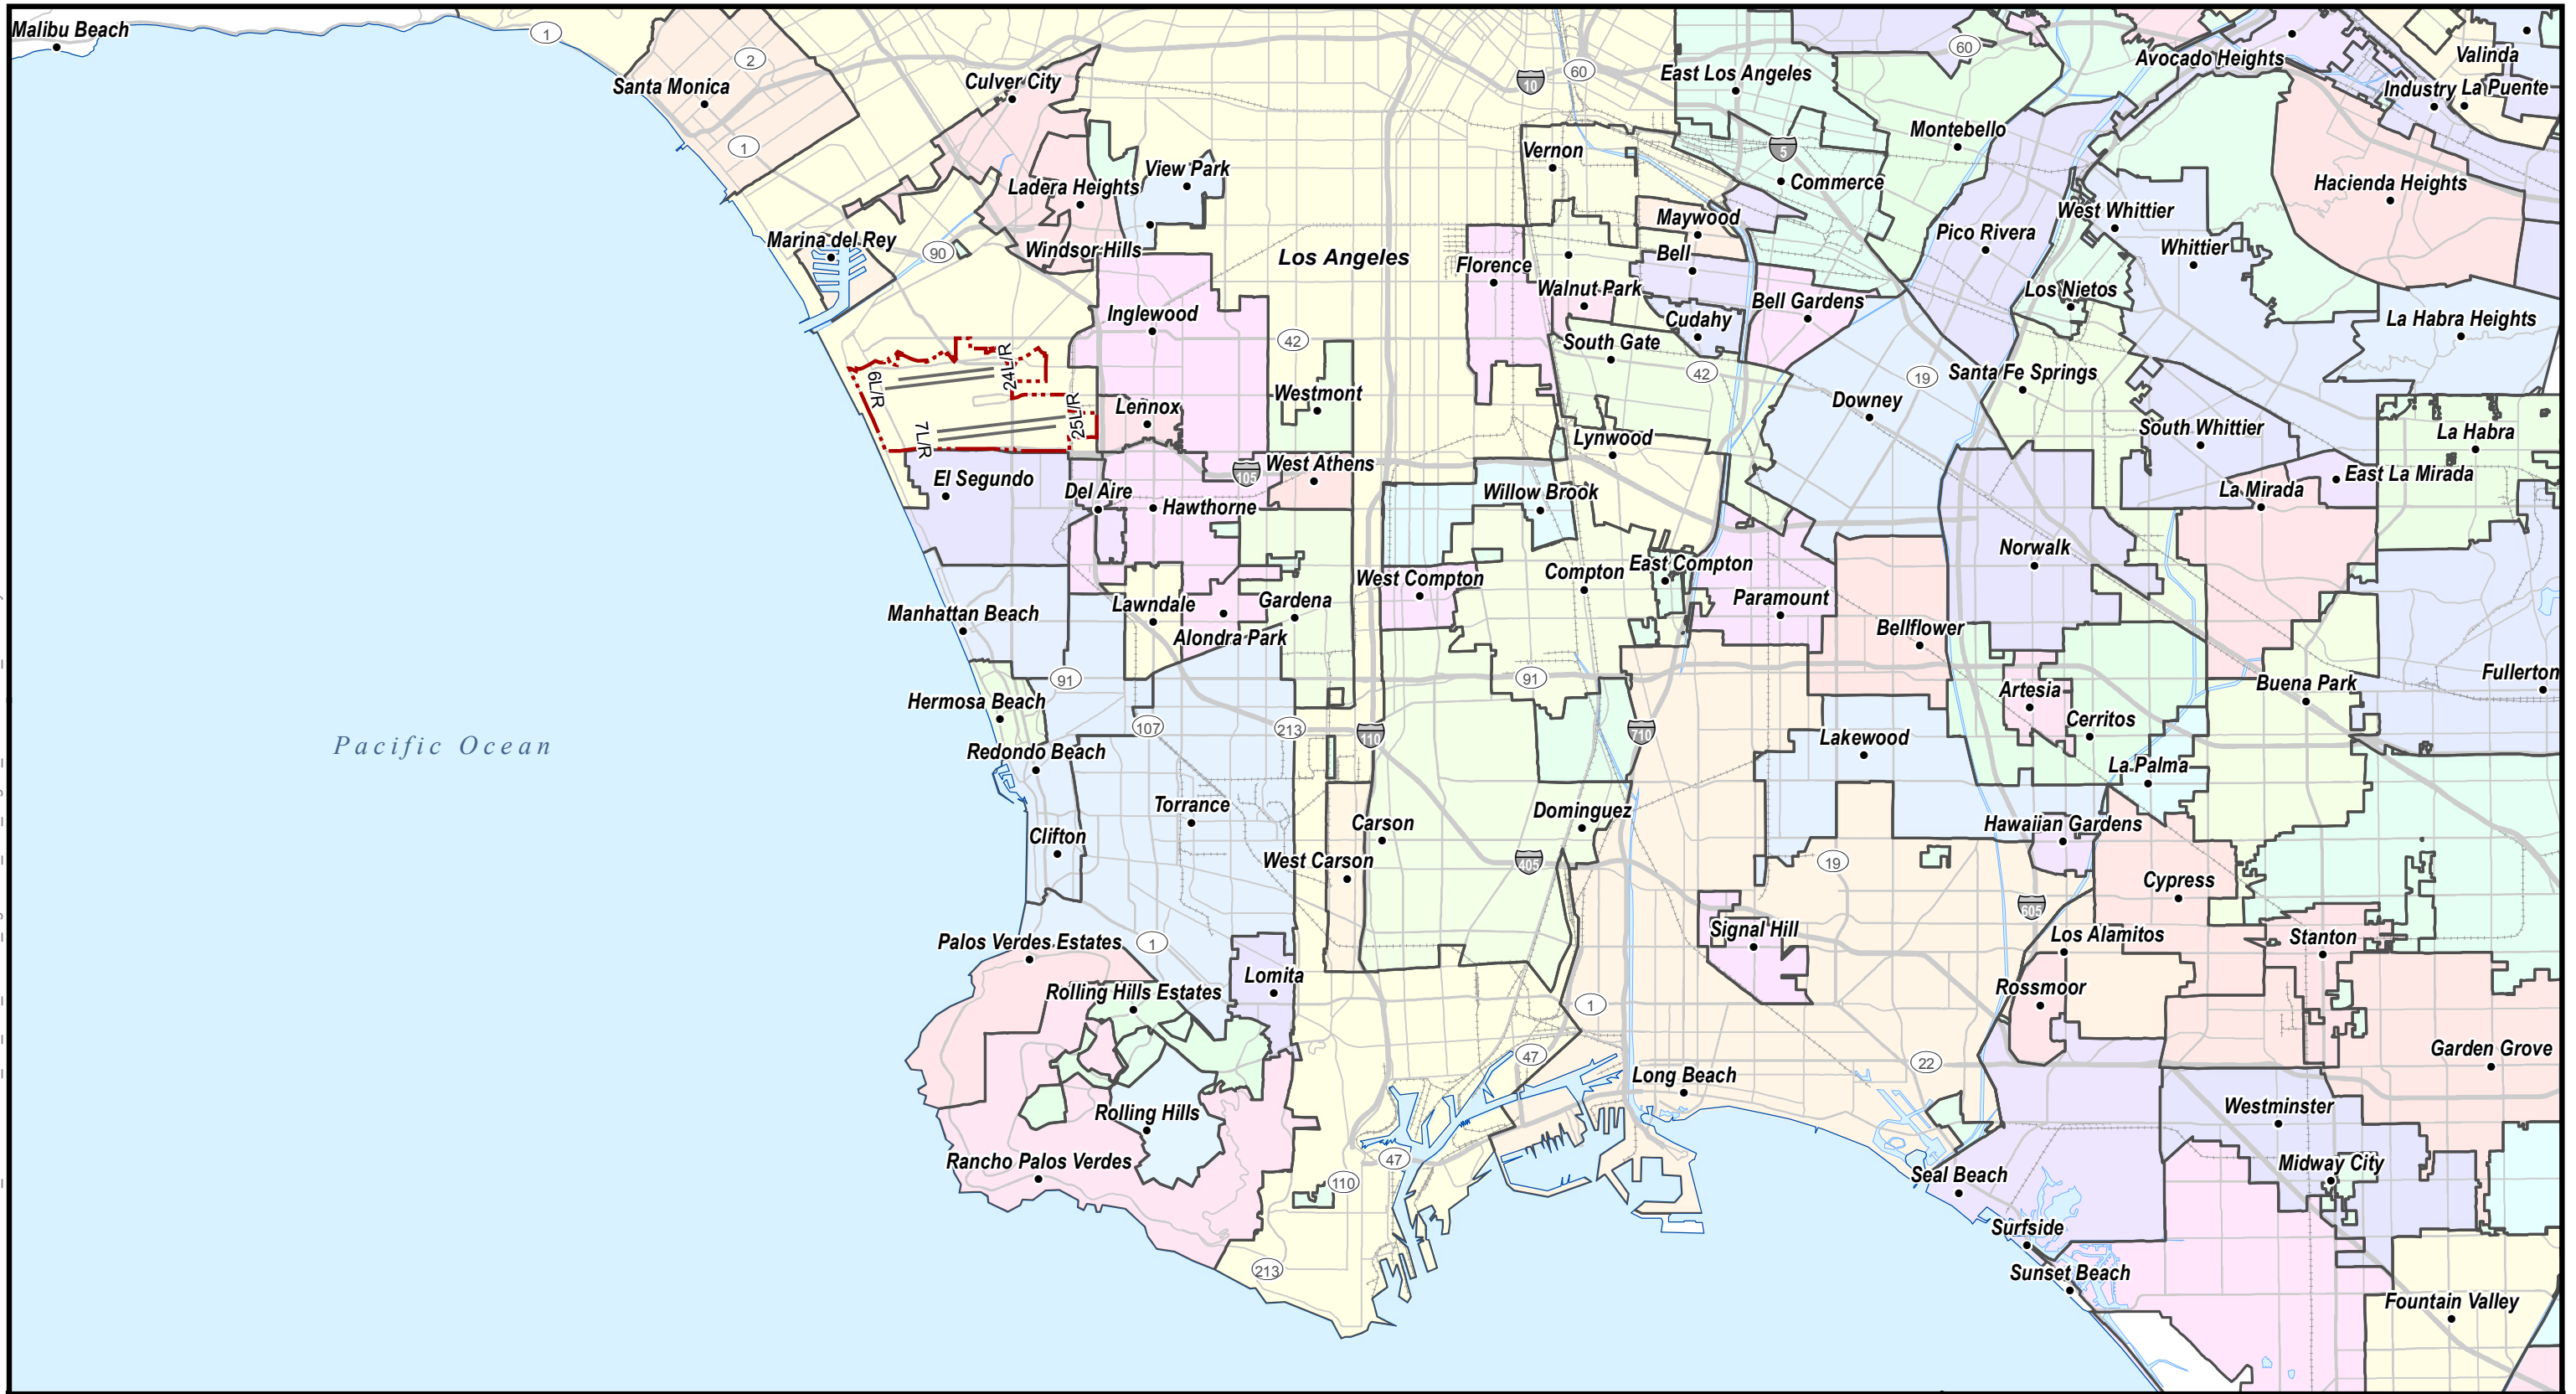 Malibu Beach
1
Santa Monica
2
1
Culver City
Ladera Heights
View Park
Windsor Hills
Marina del Rey
90
Los Angeles
10
60
East Los Angeles
60
Avocado Heights
Valinda
Industry
La Puente
Vernon
5
Commerce
Montebello
Hacienda Heights
Maywood
Bell
Pico Rivera
West Whittier
Whittier
Florence
Walnut Park
Cudahy
Bell Gardens
Los Nietos
La Habra Heights
Inglewood
42
South Gate
42
19
Santa Fe Springs
6L/R
24L/R
7L/R
25L/R
Lennox
Westmont
Lynwood
Downey
South Whittier
La Habra
El Segundo
Del Aire
Hawthorne
105
West Athens
Willow Brook
La Mirada
East La Mirada
Norwalk
West Compton
Compton
East Compton
Paramount
Manhattan Beach
Lawndale
Alondra Park
Gardena
Bellflower
91
91
Hermosa Beach
Artesia
Cerritos
Buena Park
Fullerton
Pacific Ocean
Redondo Beach
107
213
110
710
Lakewood
La Palma
Torrance
Clifton
Carson
Dominguez
Hawaiian Gardens
West Carson
405
19
Cypress
605
Signal Hill
Los Alamitos
Stanton
Palos Verdes Estates
1
Lomita
Rolling Hills Estates
1
Rossmoor
47
22
Garden Grove
Long Beach
Rolling Hills
Westminster
Rancho Palos Verdes
47
110
Seal Beach
Midway City
Surfside
213
Sunset Beach
Fountain Valley